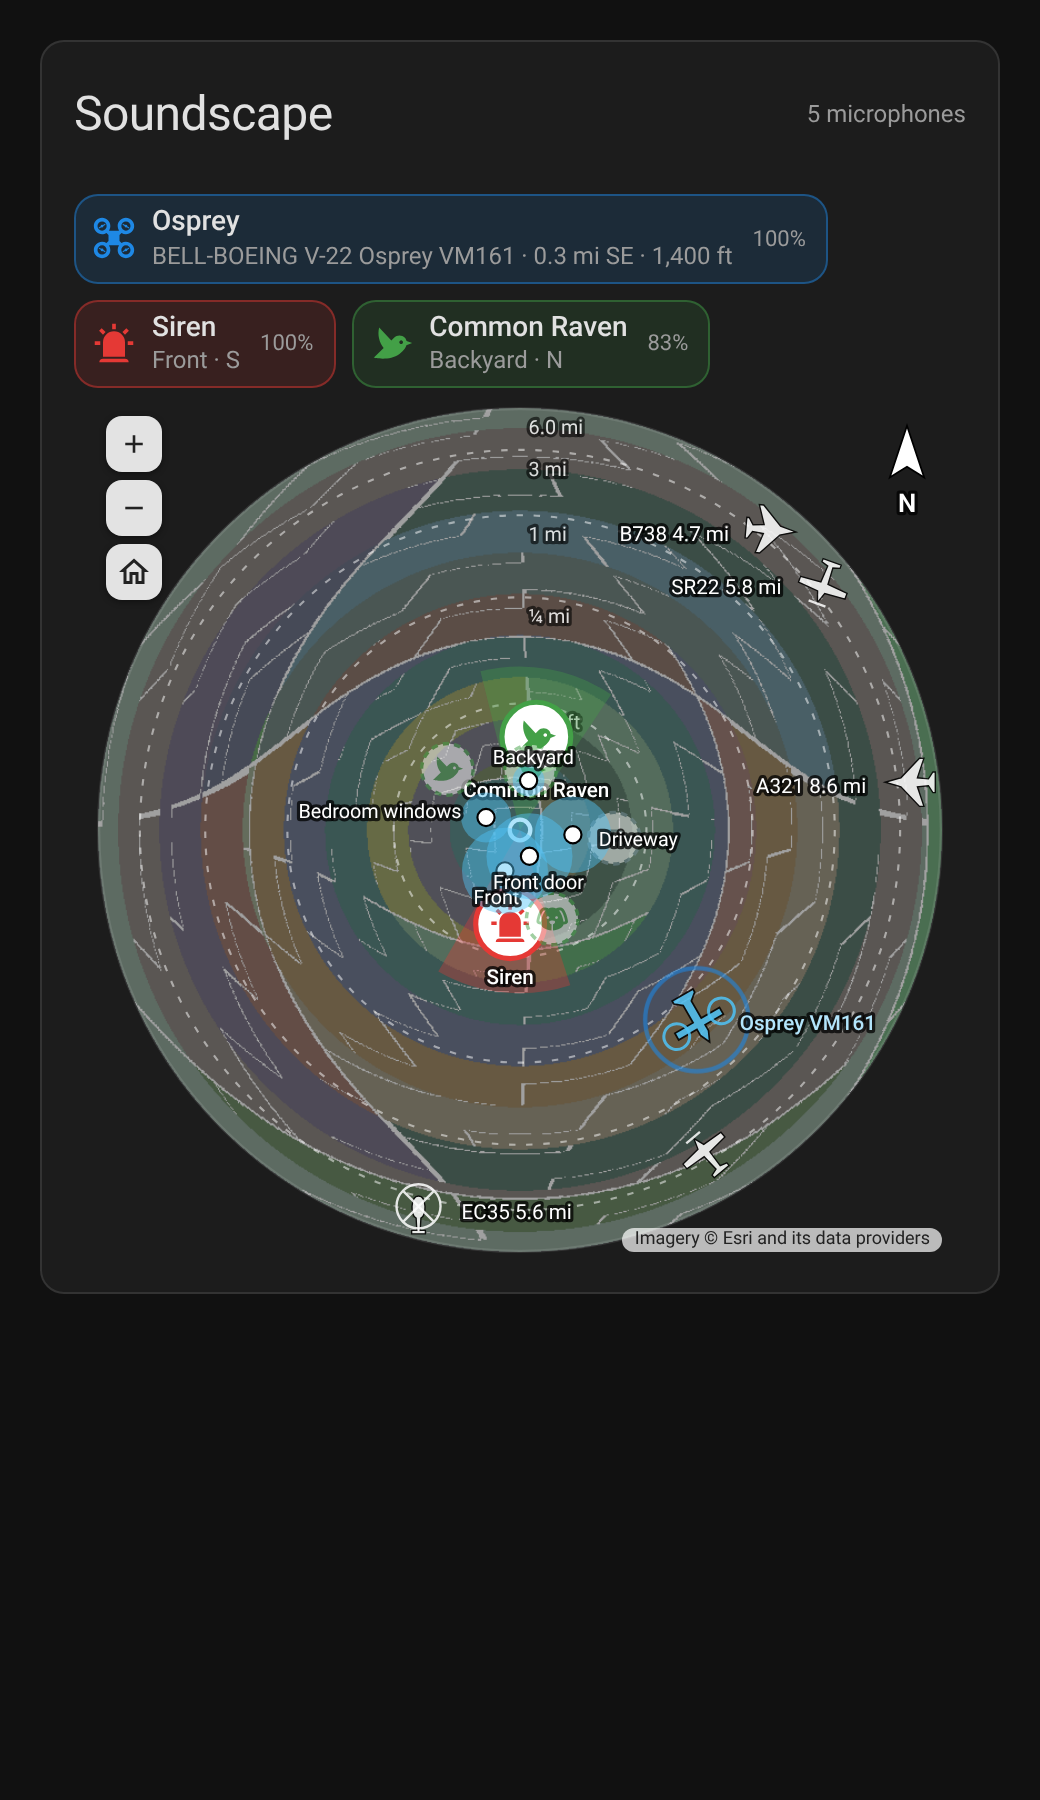 Soundscape
5 microphones
Osprey
BELL-BOEING V-22 Osprey VM161 · 0.3 mi SE · 1,400 ft
100%
Siren
Front · S
100%
Common Raven
Backyard · N
83%
+
−
6.0 mi
3 mi
1 mi
¼ mi
ft
N
B738 4.7 mi
SR22 5.8 mi
A321 8.6 mi
Backyard
Common Raven
Bedroom windows
Driveway
Front door
Front
Siren
Osprey VM161
EC35 5.6 mi
Imagery © Esri and its data providers